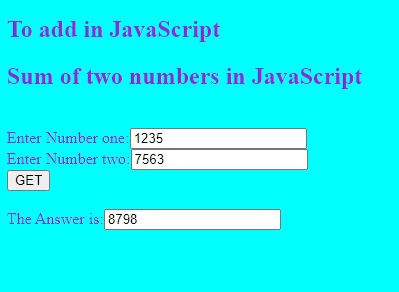 To add in JavaScript
Sum of two numbers in JavaScript
Enter Number one: 1235
Enter Number two: 7563
GET
The Answer is: 8798